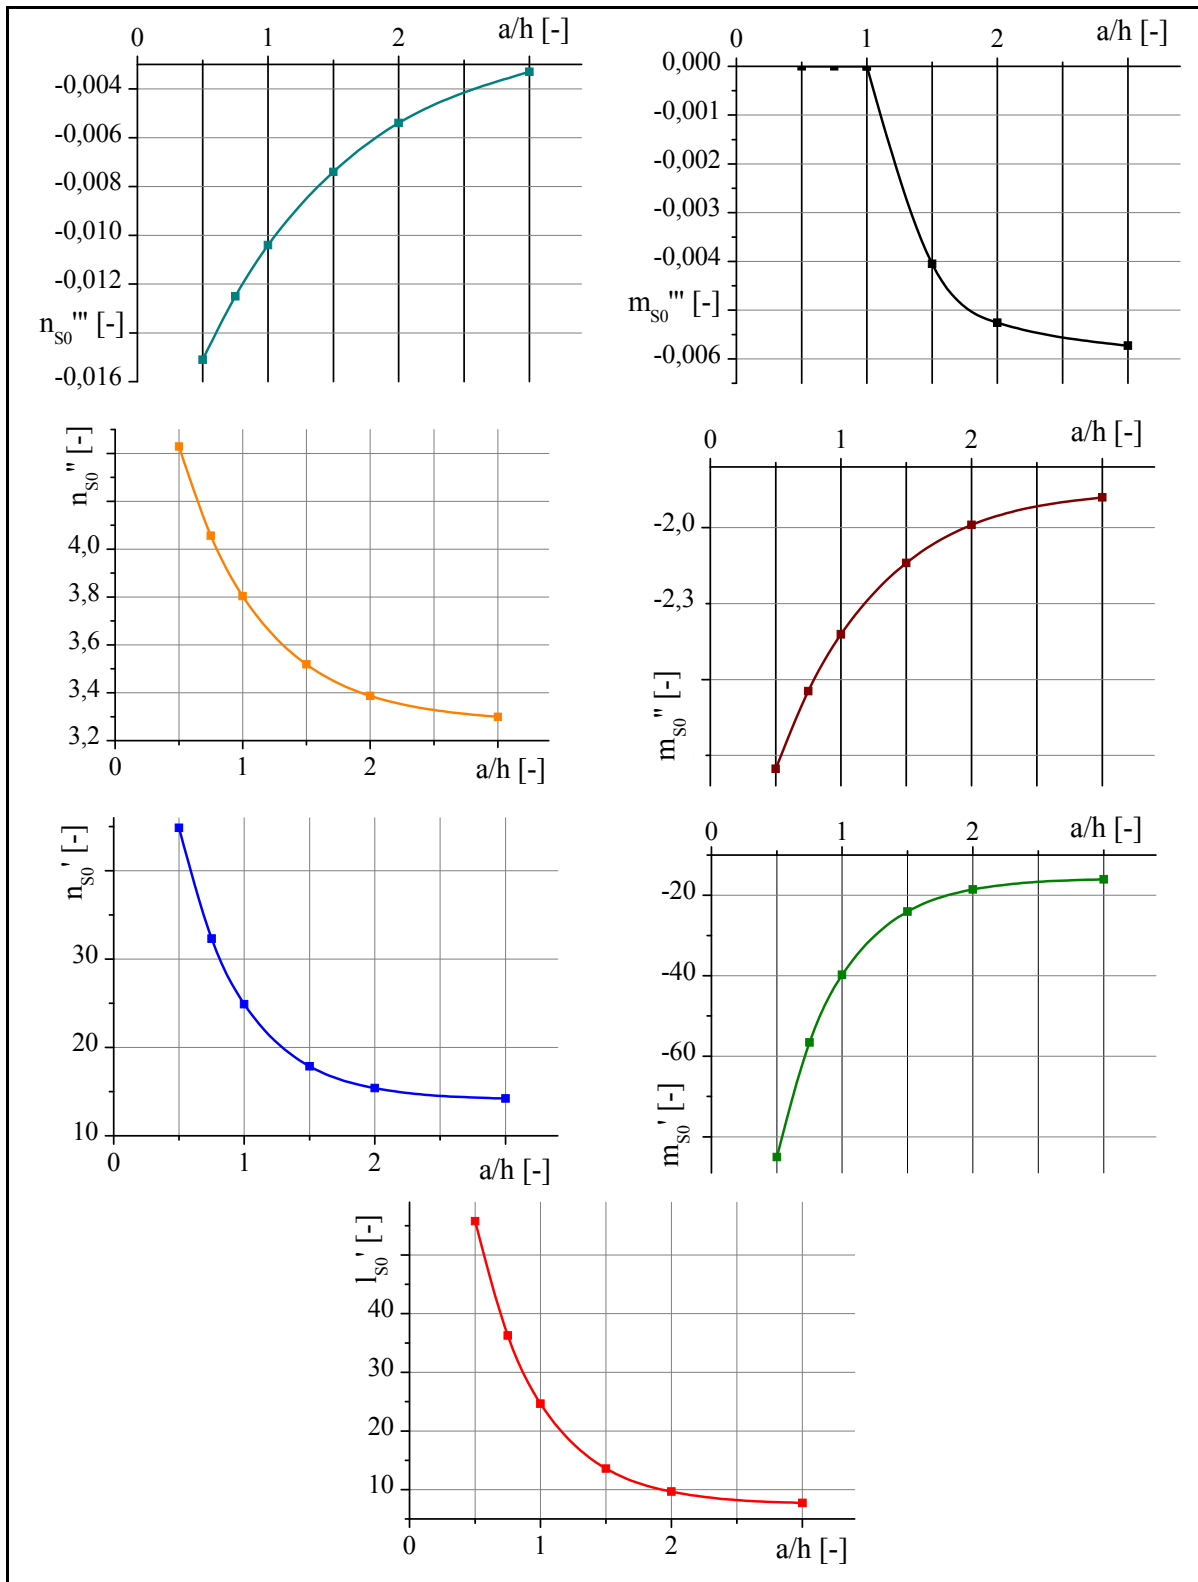 0 1 2 a/h [-]
-0,004
-0,006
-0,008
-0,010
-0,012
n_S0''' [-]
-0,016
0 1 2 a/h [-]
0,000
-0,001
-0,002
-0,003
-0,004
m_S0''' [-]
-0,006
n_S0'' [-]
4,0
3,8
3,6
3,4
3,2
0 1 2 a/h [-]
0 1 2 a/h [-]
-2,0
-2,3
m_S0'' [-]
n_S0' [-]
30
20
10
0 1 2 a/h [-]
0 1 2 a/h [-]
-20
-40
-60
m_S0' [-]
l_S0' [-]
40
30
20
10
0 1 2 a/h [-]